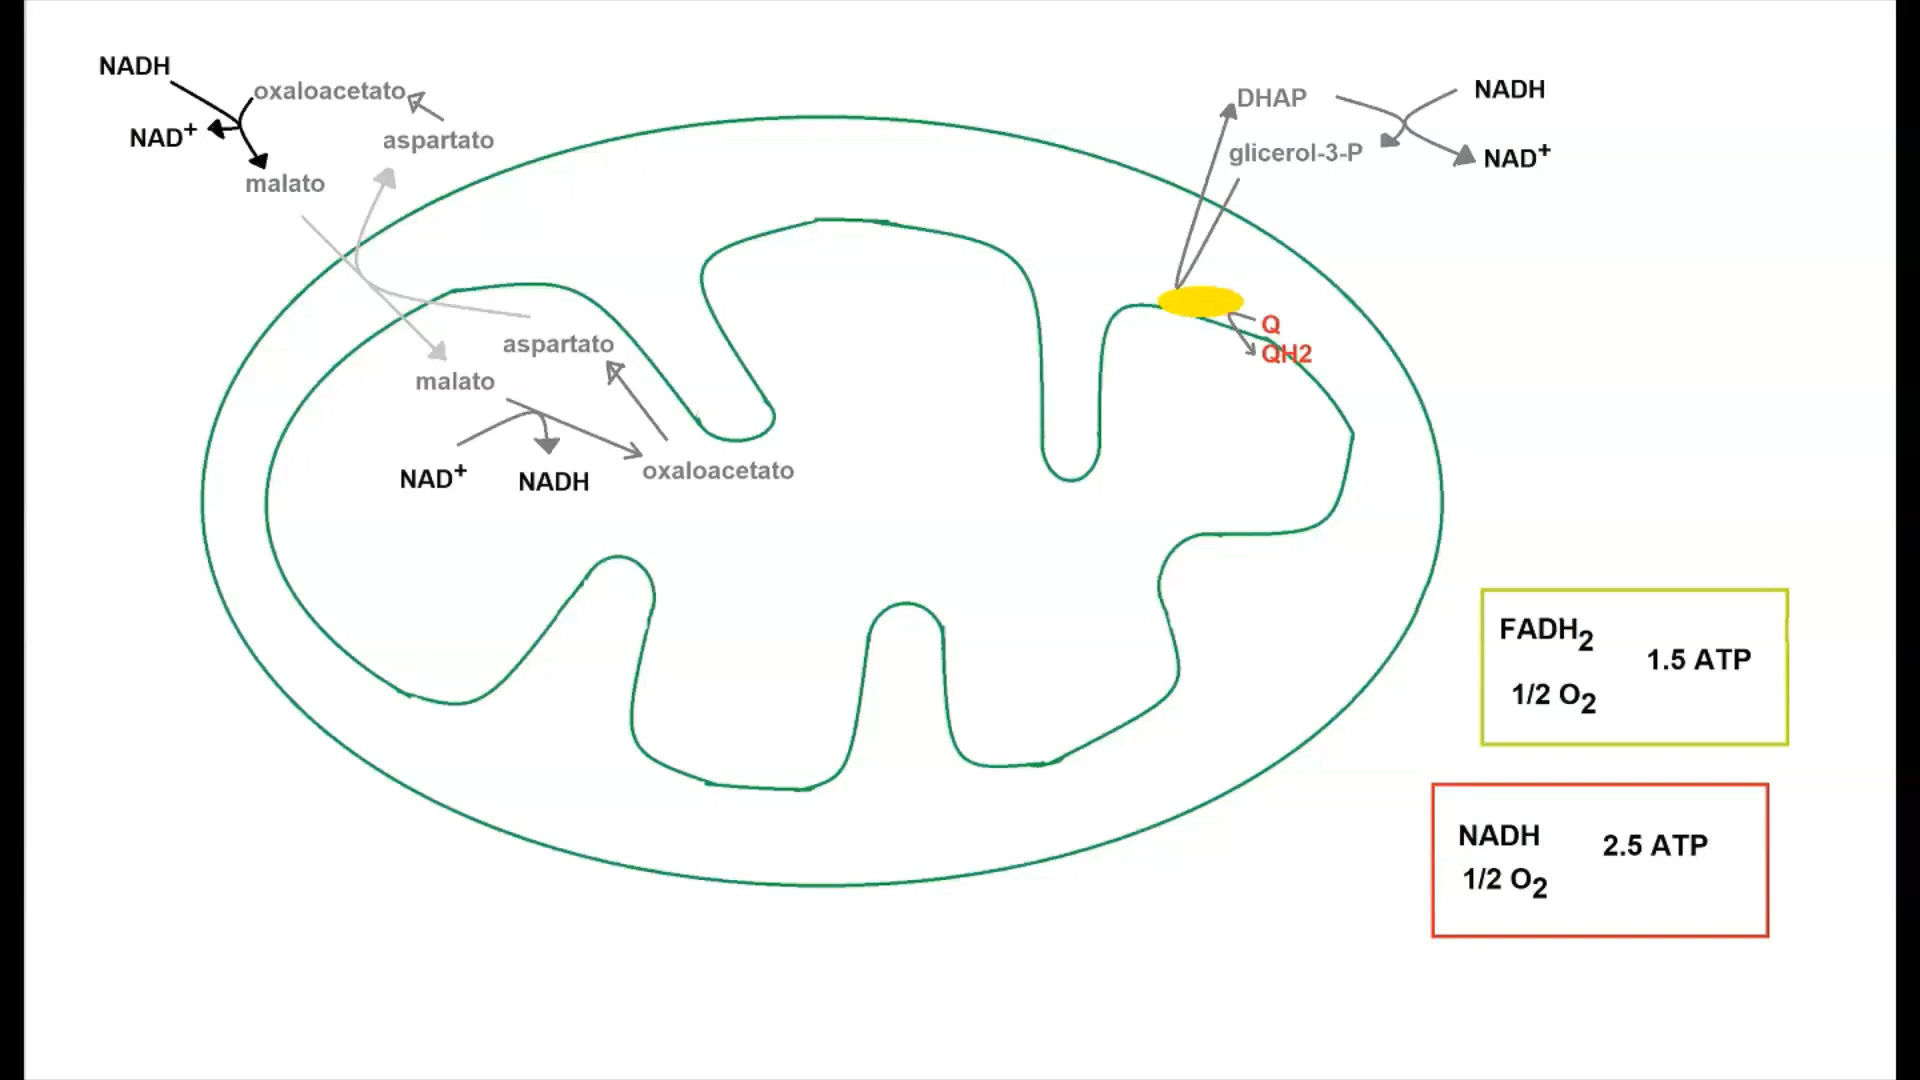 NADH
oxaloacetato
NAD+
aspartato
malato
DHAP
NADH
glicerol-3-P
NAD+
Q
QH2
aspartato
malato
NAD+
NADH
oxaloacetato
FADH2
1.5 ATP
1/2 O2
NADH
2.5 ATP
1/2 O2